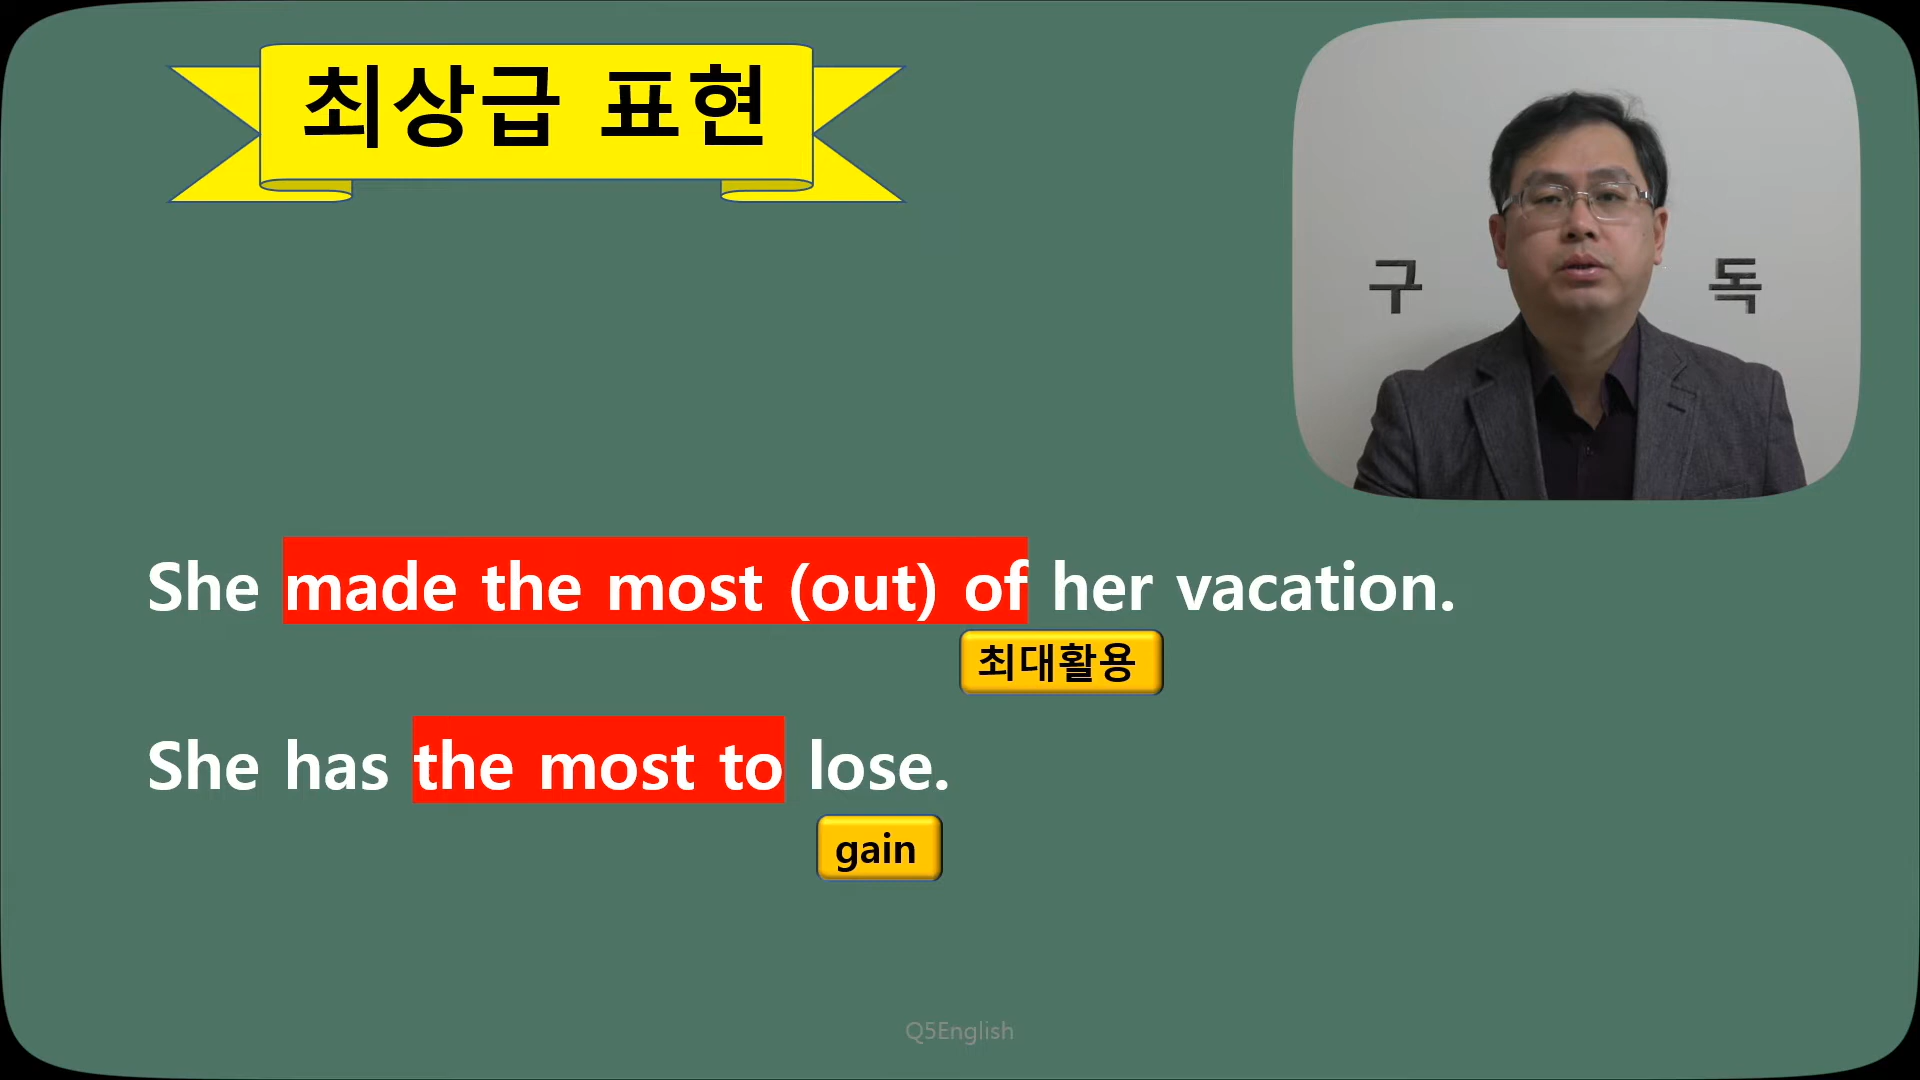 최상급 표현
구 독
She made the most (out) of her vacation.
최대활용
She has the most to lose.
gain
Q5English